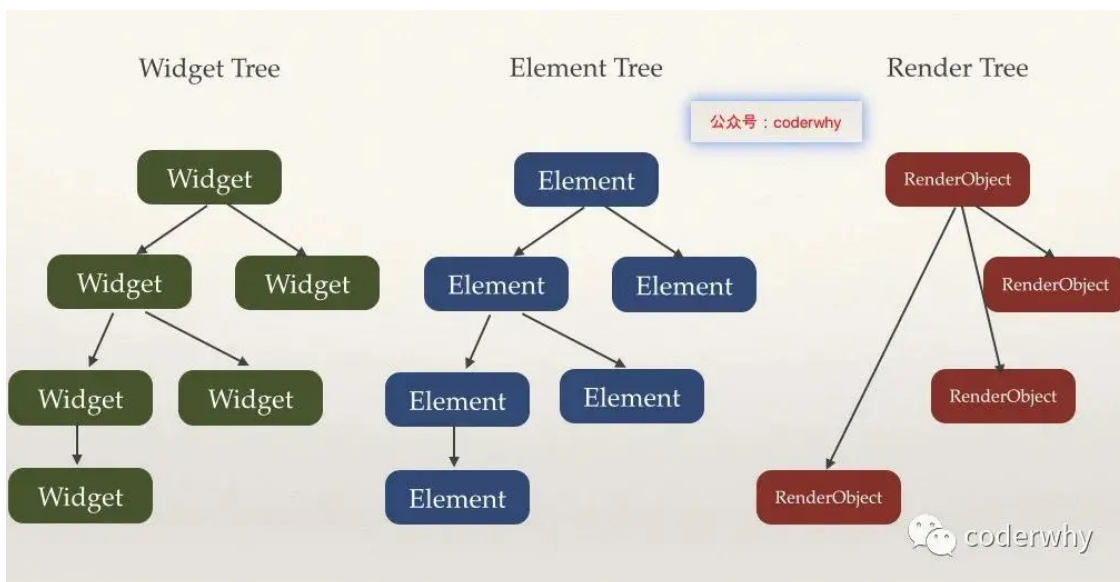 Widget Tree
Element Tree
Render Tree
公众号：coderwhy
Widget
Element
RenderObject
Widget
Widget
Element
Element
RenderObject
Widget
Widget
Element
Element
RenderObject
Widget
Element
RenderObject
coderwhy